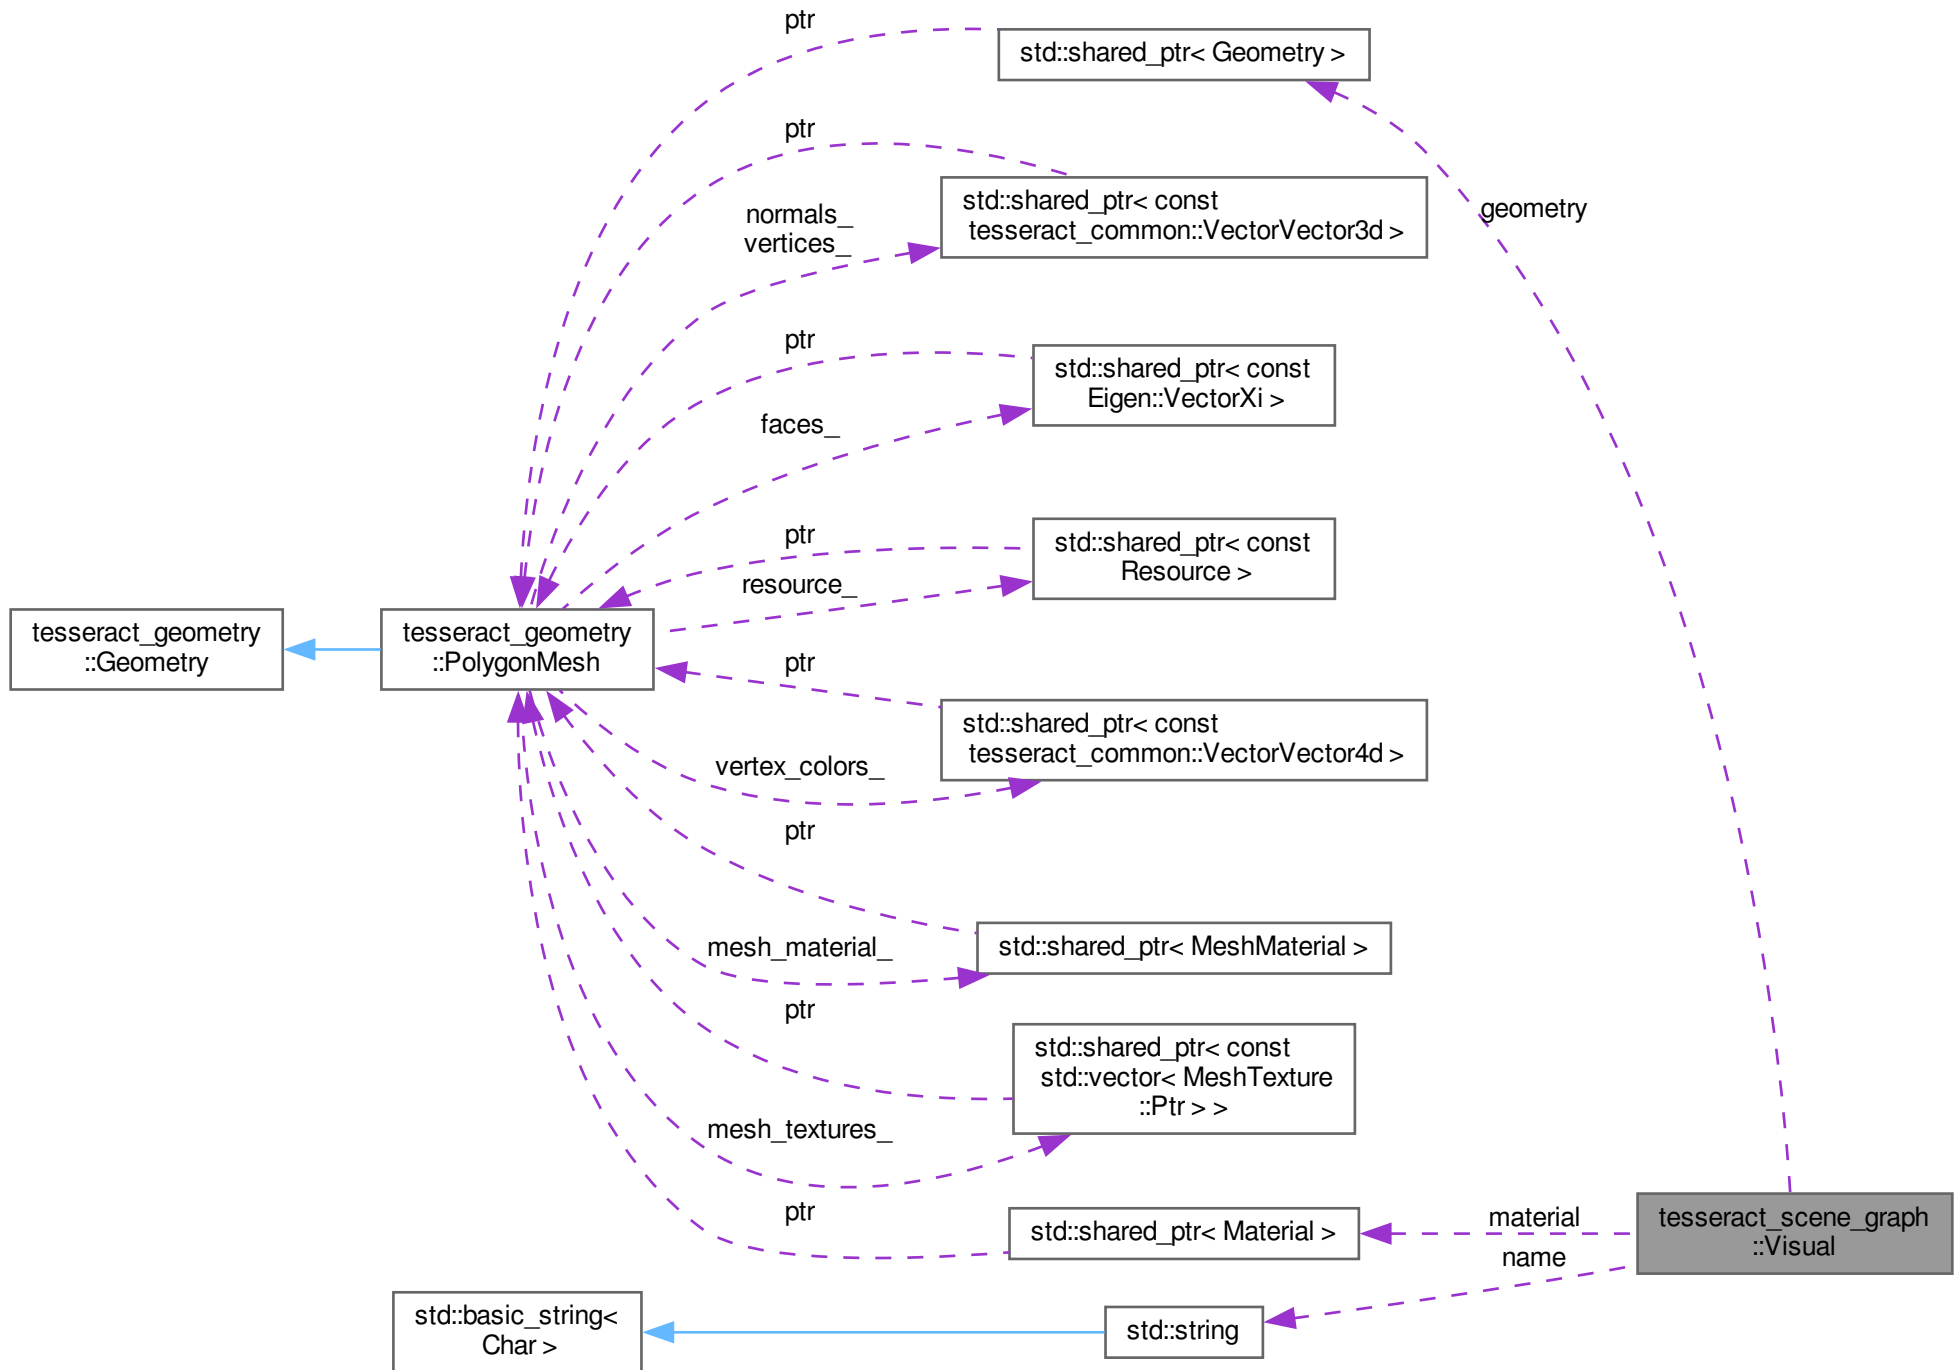 ptr
std::shared_ptr< Geometry >
ptr
std::shared_ptr< const
tesseract_common::VectorVector3d >
geometry
normals_
vertices_
ptr
std::shared_ptr< const
Eigen::VectorXi >
faces_
ptr
std::shared_ptr< const
Resource >
resource_
tesseract_geometry
::Geometry
tesseract_geometry
::PolygonMesh
ptr
std::shared_ptr< const
tesseract_common::VectorVector4d >
vertex_colors_
ptr
mesh_material_
std::shared_ptr< MeshMaterial >
ptr
std::shared_ptr< const
std::vector< MeshTexture
::Ptr > >
mesh_textures_
ptr
std::shared_ptr< Material >
material
tesseract_scene_graph
::Visual
name
std::basic_string<
Char >
std::string